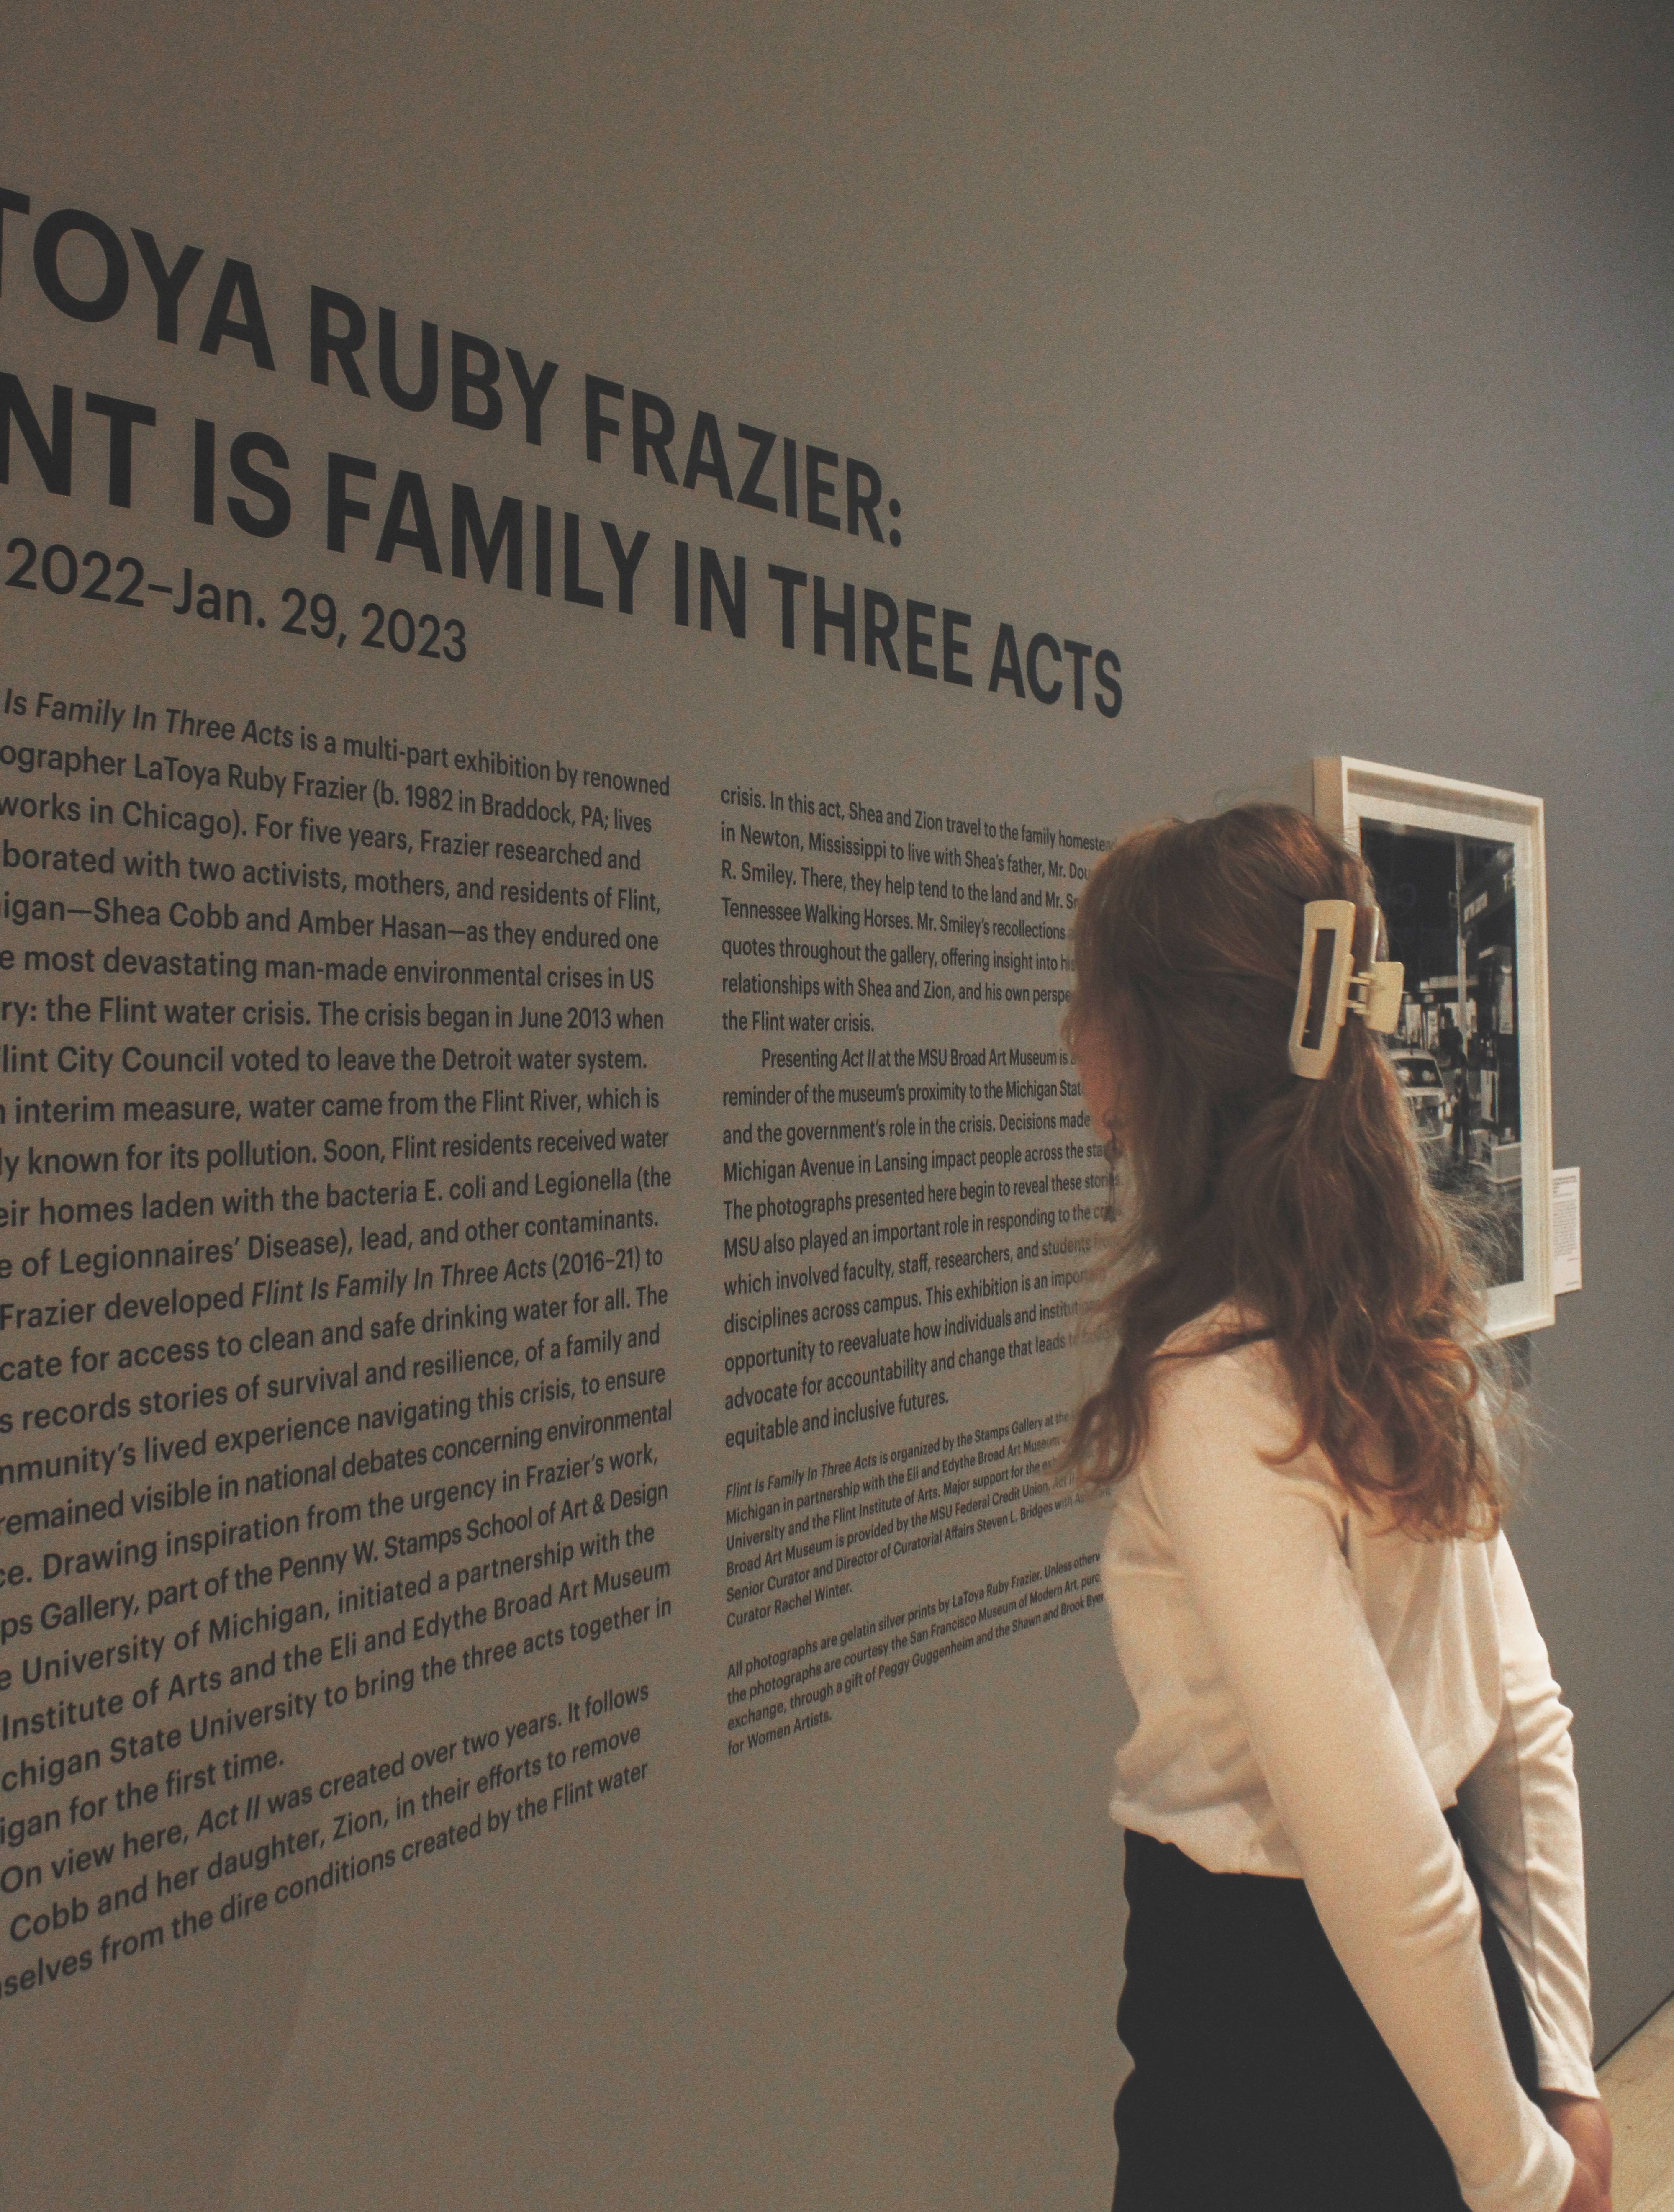 TOYA RUBY FRAZIER:
NT IS FAMILY IN THREE ACTS
2022–Jan. 29, 2023
Is Family In Three Acts is a multi-part exhibition by renowned
ographer LaToya Ruby Frazier (b. 1982 in Braddock, PA; lives
works in Chicago). For five years, Frazier researched and
borated with two activists, mothers, and residents of Flint,
igan—Shea Cobb and Amber Hasan—as they endured one
e most devastating man-made environmental crises in US
ry: the Flint water crisis. The crisis began in June 2013 when
lint City Council voted to leave the Detroit water system.
n interim measure, water came from the Flint River, which is
ly known for its pollution. Soon, Flint residents received water
eir homes laden with the bacteria E. coli and Legionella (the
e of Legionnaires’ Disease), lead, and other contaminants.
Frazier developed Flint Is Family In Three Acts (2016–21) to
cate for access to clean and safe drinking water for all. The
s records stories of survival and resilience, of a family and
mmunity’s lived experience navigating this crisis, to ensure
remained visible in national debates concerning environmental
ce. Drawing inspiration from the urgency in Frazier’s work,
ps Gallery, part of the Penny W. Stamps School of Art & Design
e University of Michigan, initiated a partnership with the
Institute of Arts and the Eli and Edythe Broad Art Museum
chigan State University to bring the three acts together in
igan for the first time.
On view here, Act II was created over two years. It follows
Cobb and her daughter, Zion, in their efforts to remove
selves from the dire conditions created by the Flint water
crisis. In this act, Shea and Zion travel to the family homeste
in Newton, Mississippi to live with Shea’s father, Mr. Dou
R. Smiley. There, they help tend to the land and Mr. Sm
Tennessee Walking Horses. Mr. Smiley’s recollections
quotes throughout the gallery, offering insight into hi
relationships with Shea and Zion, and his own perspe
the Flint water crisis.
Presenting Act II at the MSU Broad Art Museum is a
reminder of the museum’s proximity to the Michigan Stat
and the government’s role in the crisis. Decisions made
Michigan Avenue in Lansing impact people across the sta
The photographs presented here begin to reveal these stories.
MSU also played an important role in responding to the cri
which involved faculty, staff, researchers, and students from
disciplines across campus. This exhibition is an impor
opportunity to reevaluate how individuals and institut
advocate for accountability and change that leads to
equitable and inclusive futures.
Flint Is Family In Three Acts is organized by the Stamps Gallery at the
Michigan in partnership with the Eli and Edythe Broad Art Museum
University and the Flint Institute of Arts. Major support for the ex
Broad Art Museum is provided by the MSU Federal Credit Union. Act II
Senior Curator and Director of Curatorial Affairs Steven L. Bridges with
Curator Rachel Winter.
All photographs are gelatin silver prints by LaToya Ruby Frazier. Unless otherw
the photographs are courtesy the San Francisco Museum of Modern Art, purc
exchange, through a gift of Peggy Guggenheim and the Shawn and Brook Byer
for Women Artists.